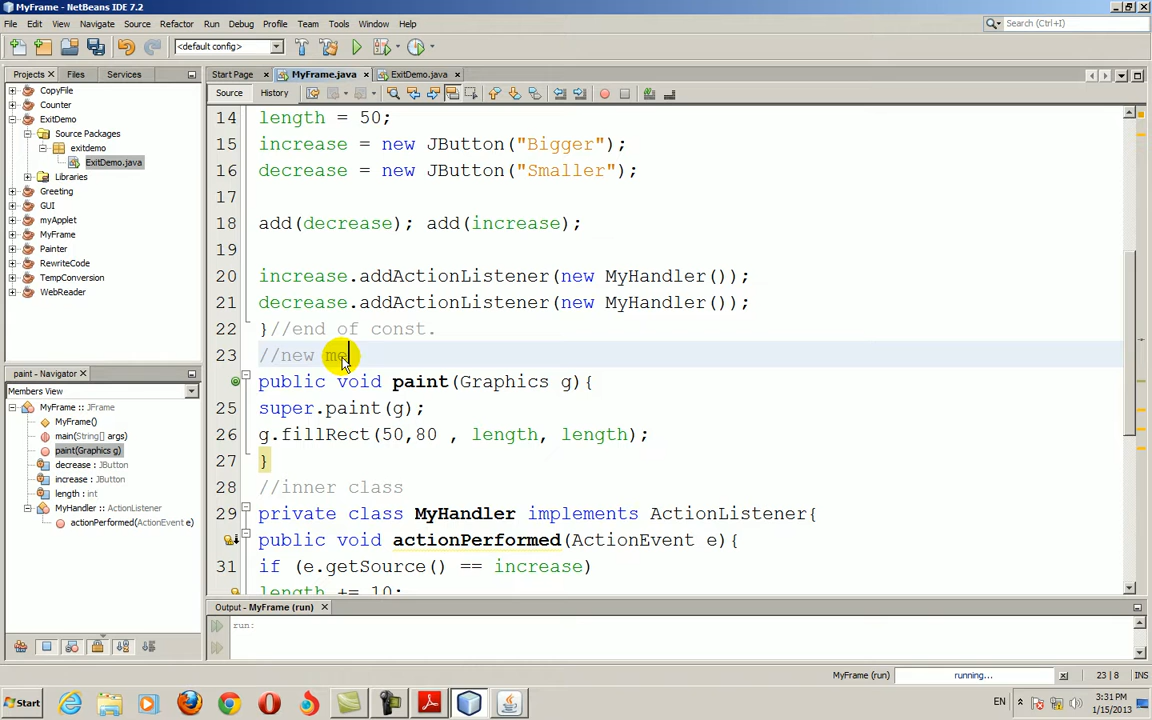 MyFrame - NetBeans IDE 7.2
File Edit View Navigate Source Refactor Run Debug Profile Team Tools Window Help
<default config>
Search (Ctrl+I)
Projects Files Services
Start Page MyFrame.java ExitDemo.java
Source History
CopyFile
Counter
ExitDemo
Source Packages
exitdemo
ExitDemo.java
Libraries
Greeting
GUI
myApplet
MyFrame
Painter
RewriteCode
TempConversion
WebReader
14 length = 50;
15 increase = new JButton("Bigger");
16 decrease = new JButton("Smaller");
17
18 add(decrease); add(increase);
19
20 increase.addActionListener(new MyHandler());
21 decrease.addActionListener(new MyHandler());
22 }//end of const.
23 //new me
public void paint(Graphics g){
25 super.paint(g);
26 g.fillRect(50,80 , length, length);
27 }
28 //inner class
29 private class MyHandler implements ActionListener{
public void actionPerformed(ActionEvent e){
31 if (e.getSource() == increase)
length += 10;
paint - Navigator
Members View
MyFrame :: JFrame
MyFrame()
main(String[] args)
paint(Graphics g)
decrease : JButton
increase : JButton
length : int
MyHandler :: ActionListener
actionPerformed(ActionEvent e)
Output - MyFrame (run)
run:
MyFrame (run) running... 23 | 8 INS
Start
EN
3:31 PM
1/15/2013